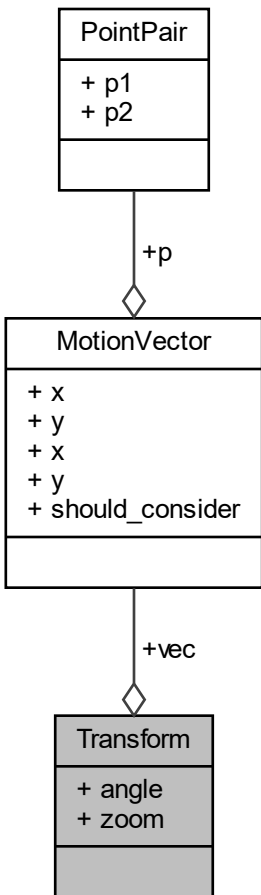 PointPair
+ p1
+ p2
+p
MotionVector
+ x
+ y
+ x
+ y
+ should_consider
+vec
Transform
+ angle
+ zoom